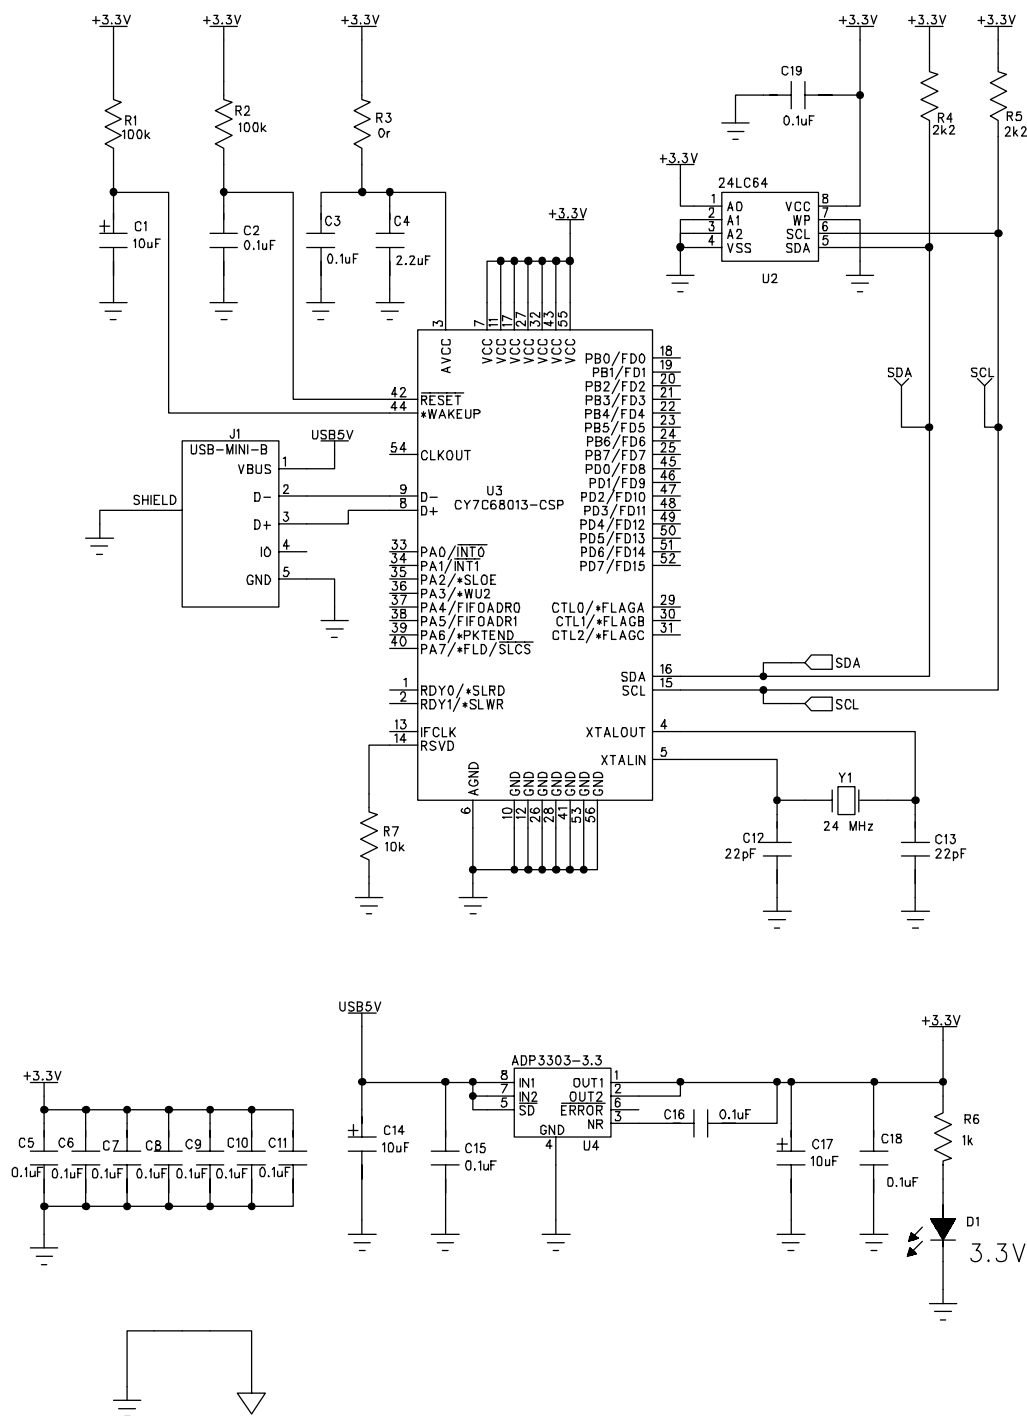 +3.3V +3.3V +3.3V +3.3V +3.3V +3.3V
R1
100k
R2
100k
R3
0r
C19
0.1uF
R4
2k2
R5
2k2
+3.3V
24LC64
1 A0 VCC 8
2 A1 WP 7
3 A2 SCL 6
4 VSS SDA 5
U2
+ C1
10uF
C2
0.1uF
C3
0.1uF
C4
2.2uF
+3.3V
3 7 11 17 27 32 43 55
AVCC VCC VCC VCC VCC VCC VCC VCC
PB0/FD0 18
PB1/FD1 19
PB2/FD2 20
PB3/FD3 21
PB4/FD4 22
PB5/FD5 23
PB6/FD6 24
PB7/FD7 25
PD0/FD8 45
PD1/FD9 46
PD2/FD10 47
PD3/FD11 48
PD4/FD12 49
PD5/FD13 50
PD6/FD14 51
PD7/FD15 52
SDA SCL
42 RESET
44 *WAKEUP
54 CLKOUT
J1
USB-MINI-B
USB5V
VBUS 1
D- 2
D+ 3
IO 4
GND 5
SHIELD
9 D-
8 D+
U3
CY7C68013-CSP
33 PA0/INT0
34 PA1/INT1
35 PA2/*SLOE
36 PA3/*WU2
37 PA4/FIFOADR0
38 PA5/FIFOADR1
39 PA6/*PKTEND
40 PA7/*FLD/SLCS
CTL0/*FLAGA 29
CTL1/*FLAGB 30
CTL2/*FLAGC 31
SDA 16
SCL 15
SDA
SCL
1 RDY0/*SLRD
2 RDY1/*SLWR
13 IFCLK
14 RSVD
XTALOUT 4
XTALIN 5
AGND GND GND GND GND GND GND GND
6 10 12 26 28 41 53 56
R7
10k
Y1
24 MHz
C12
22pF
C13
22pF
USB5V
+3.3V
ADP3303-3.3
8 IN1 OUT1 1
7 IN2 OUT2 2
5 SD ERROR 6
NR 3
GND
4
U4
+3.3V
C5 C6 C7 C8 C9 C10 C11
0.1uF 0.1uF 0.1uF 0.1uF 0.1uF 0.1uF 0.1uF
+ C14
10uF
C15
0.1uF
C16 0.1uF
+ C17
10uF
C18
0.1uF
R6
1k
D1
3.3V